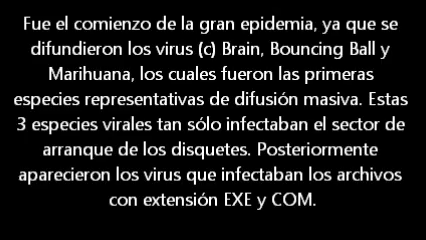 Fue el comienzo de la gran epidemia, ya que se
difundieron los virus (c) Brain, Bouncing Ball y
Marihuana, los cuales fueron las primeras
especies representativas de difusión masiva. Estas
3 especies virales tan sólo infectaban el sector de
arranque de los disquetes. Posteriormente
aparecieron los virus que infectaban los archivos
con extensión EXE y COM.